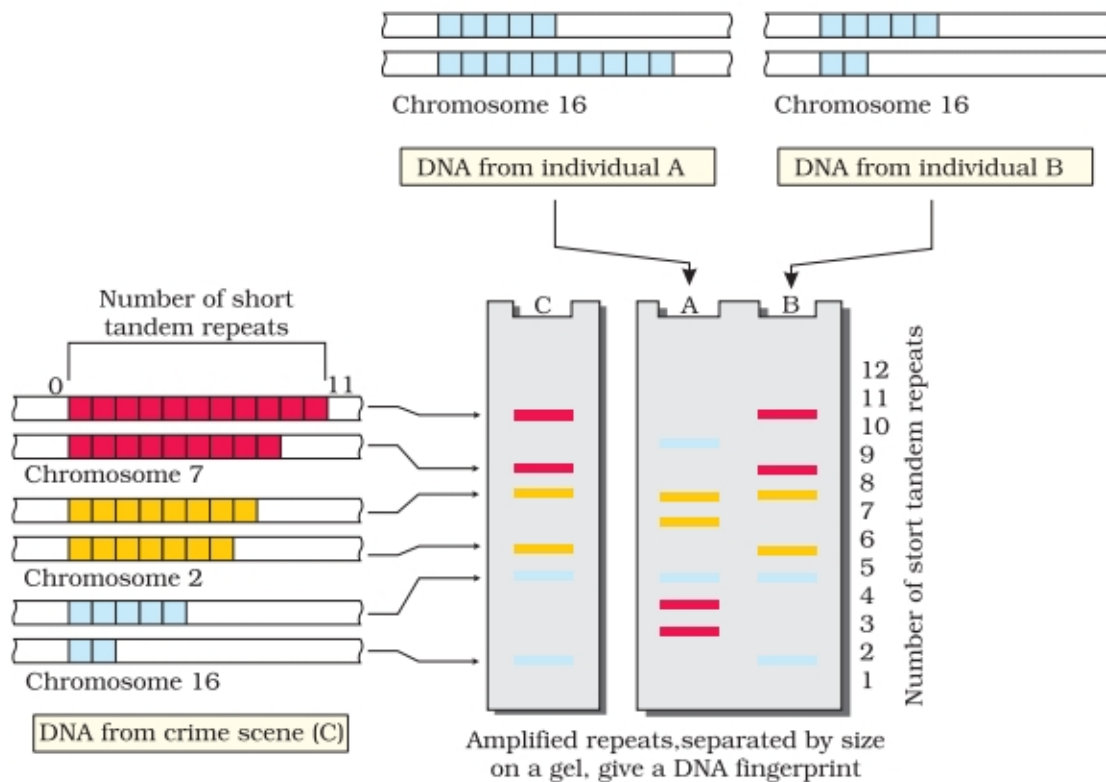 Chromosome 16
Chromosome 16
DNA from individual A
DNA from individual B
Number of short
tandem repeats
0
11
Chromosome 7
Chromosome 2
Chromosome 16
DNA from crime scene (C)
C
A
B
12
11
10
9
8
7
6
5
4
3
2
1
Number of stort tandem repeats
Amplified repeats,separated by size
on a gel, give a DNA fingerprint